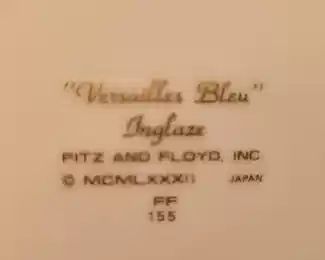 "Versailles Bleu"
Inglaze
FITZ AND FLOYD, INC.
© MCMLXXXII JAPAN
FF
155